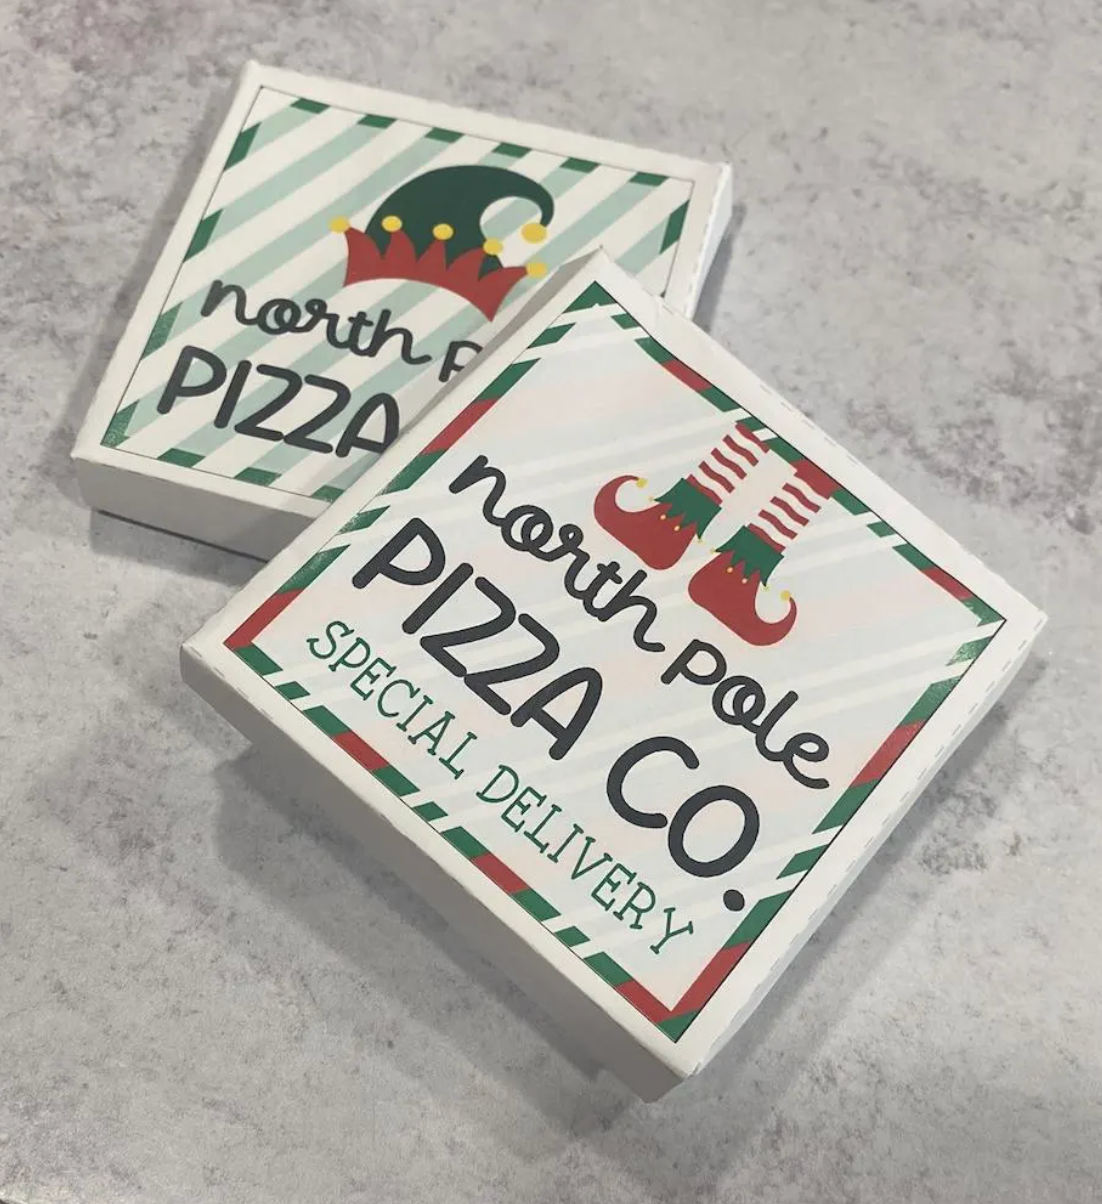 north
PIZZA
north pole
PIZZA CO.
SPECIAL DELIVERY